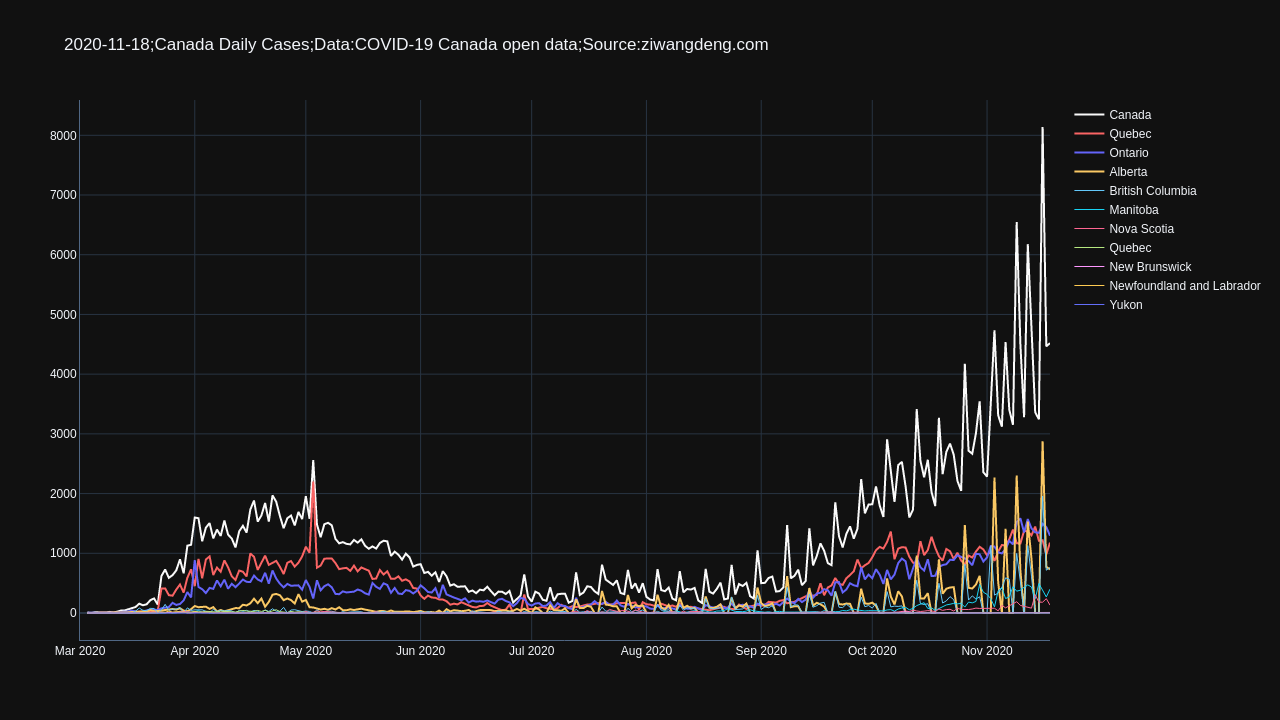 2020-11-18;Canada Daily Cases;Data:COVID-19 Canada open data;Source:ziwangdeng.com
8000
7000
6000
5000
4000
3000
2000
1000
0
Mar 2020 Apr 2020 May 2020 Jun 2020 Jul 2020 Aug 2020 Sep 2020 Oct 2020 Nov 2020
Canada
Quebec
Ontario
Alberta
British Columbia
Manitoba
Nova Scotia
Quebec
New Brunswick
Newfoundland and Labrador
Yukon